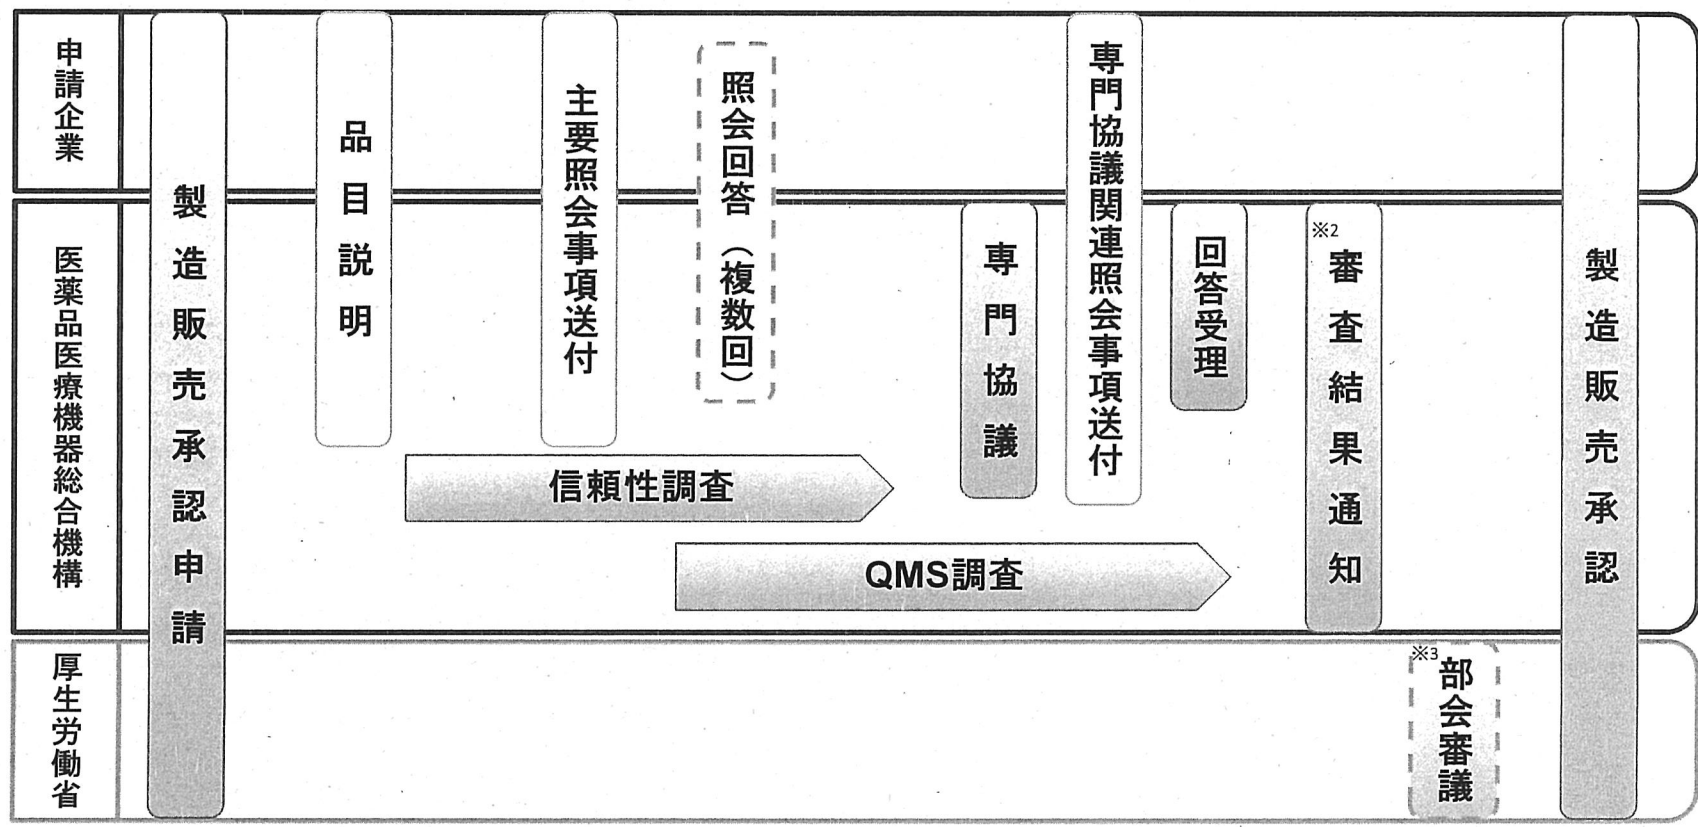 申請企業
医薬品医療機器総合機構
厚生労働省
製造販売承認申請
品目説明
主要照会事項送付
照会回答（複数回）
信頼性調査
QMS調査
専門協議
専門協議関連照会事項送付
回答受理
※2
審査結果通知
※3
部会審議
製造販売承認